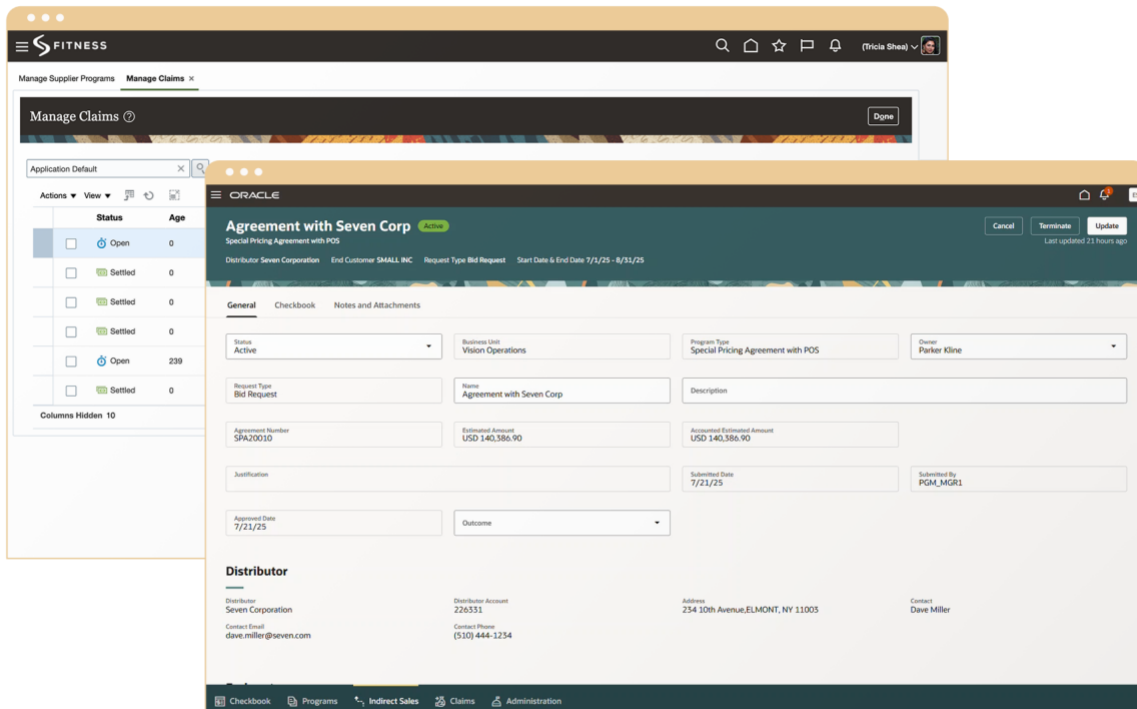 FITNESS
(Tricia Shea)
Manage Supplier Programs Manage Claims ×
Manage Claims ?
Done
Application Default ×
Actions View
Status Age
Open 0
Settled 0
Settled 0
Settled 0
Open 239
Settled 0
Columns Hidden 10
ORACLE
1
Agreement with Seven Corp Active
Cancel Terminate Update
Special Pricing Agreement with POS
Last updated 21 hours ago
Distributor Seven Corporation End Customer SMALL INC Request Type Bid Request Start Date & End Date 7/1/25 - 8/31/25
General Checkbook Notes and Attachments
Status Business Unit Program Type Owner
Active Vision Operations Special Pricing Agreement with POS Parker Kline
Request Type Name Description
Bid Request Agreement with Seven Corp
Agreement Number Estimated Amount Accounted Estimated Amount
SPA20010 USD 140,386.90 USD 140,386.90
Justification Submitted Date Submitted By
7/21/25 PGM_MGR1
Approved Date Outcome
7/21/25
Distributor
Distributor Distributor Account Address Contact
Seven Corporation 226331 234 10th Avenue,ELMONT, NY 11003 Dave Miller
Contact Email Contact Phone
dave.miller@seven.com (510) 444-1234
Checkbook Programs Indirect Sales Claims Administration